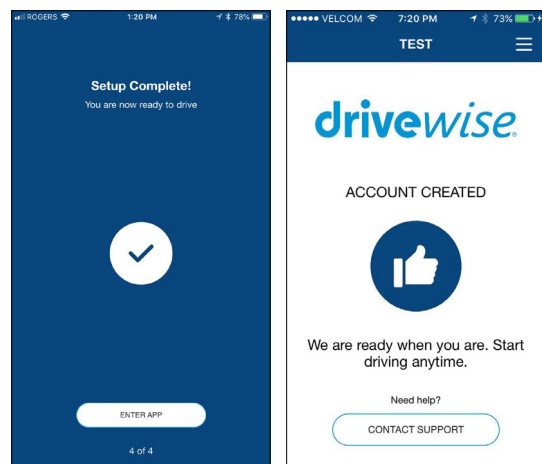 ROGERS 1:20 PM 78%
Setup Complete!
You are now ready to drive
ENTER APP
4 of 4
VELCOM 7:20 PM 73%
TEST
drivewise.
ACCOUNT CREATED
We are ready when you are. Start
driving anytime.
Need help?
CONTACT SUPPORT